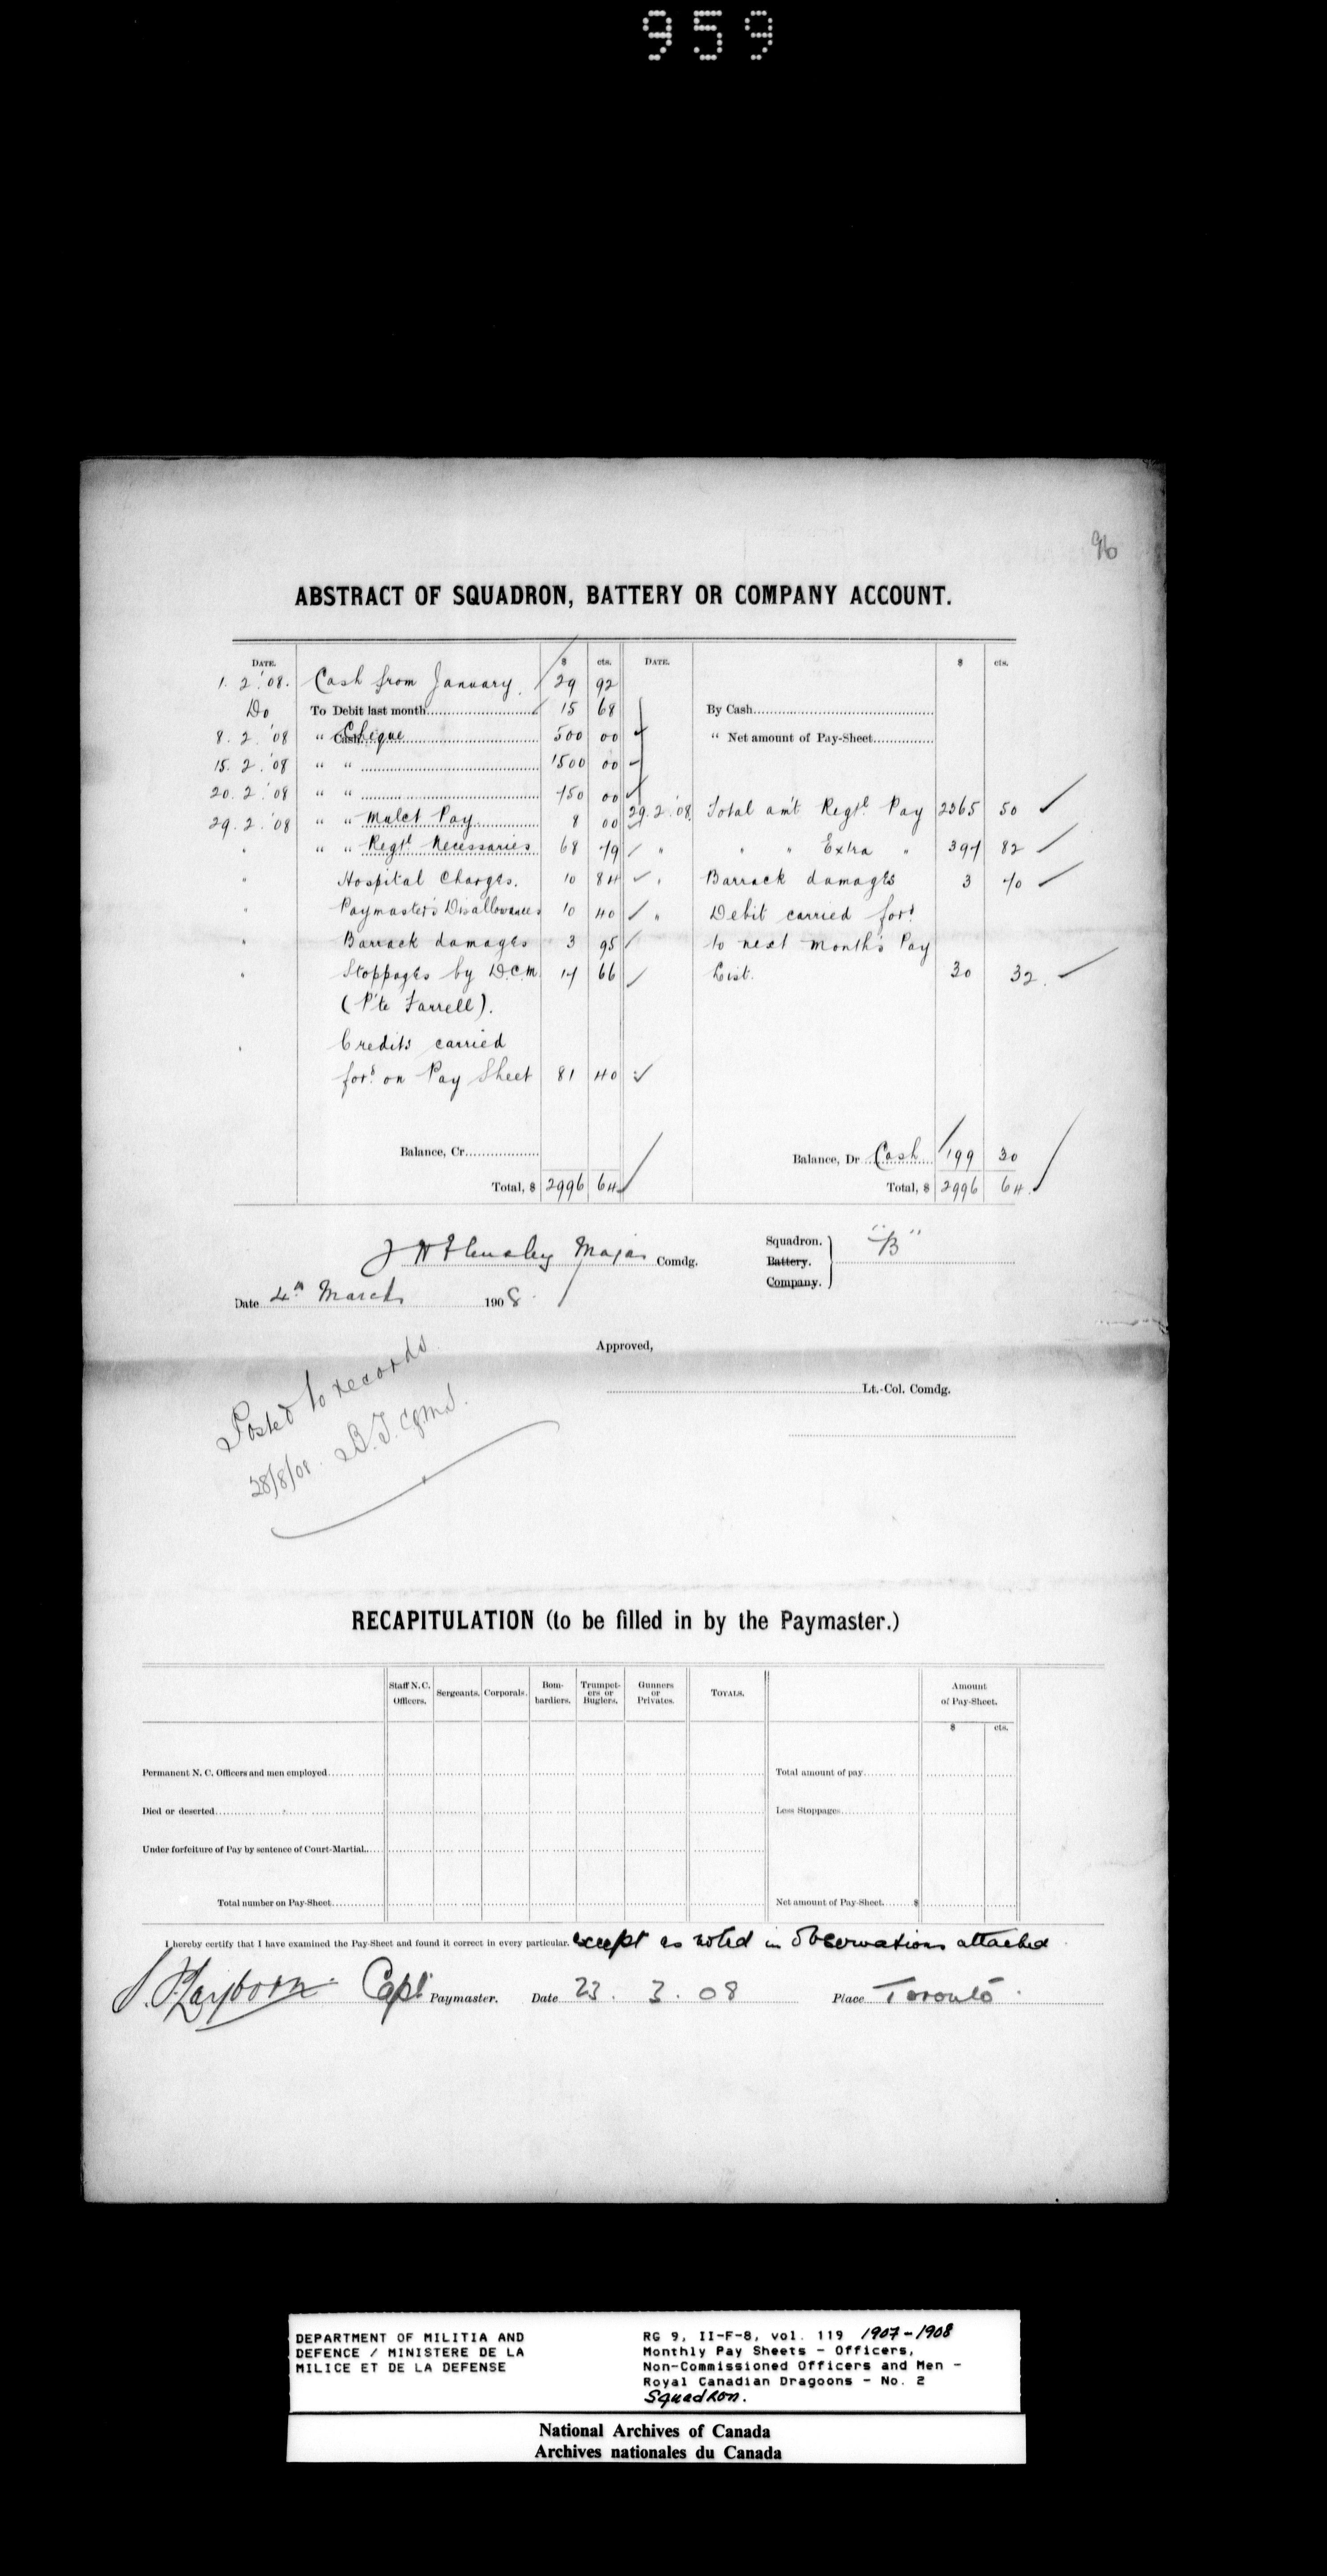 959
96
ABSTRACT OF SQUADRON, BATTERY OR COMPANY ACCOUNT.
DATE. $ cts. DATE. $ cts.
1. 2.'08. Cash from January. 29 92
Do To Debit last month 15 68 By Cash
8. 2. '08 " Cash Cheque 500 00 " Net amount of Pay-Sheet
15. 2. '08 " " 1500 00
20. 2. '08 " " 750 00
29. 2. '08 " " Mulct Pay 8 00 29.2.'08. Total am't Regtl. Pay 2365 50
" " " Regtl. Necessaries 68 79 " " " Extra " 397 82
" Hospital Charges. 10 84 " Barrack damages 3 70
" Paymaster's Disallowances 10 40 " Debit carried ford.
" Barrack damages 3 95 to next month's Pay
" Stoppages by D.C.M. 17 66 List. 30 32.
(P'te Farrell).
" Credits carried
ford. on Pay Sheet 81 40
Balance, Cr. Balance, Dr. Cash 199 30
Total, $ 2996 64 Total, $ 2996 64.
Major Comdg. Squadron. Battery. Company. "B"
Date 4th March 1908.
Approved,
Lt.-Col. Comdg.
Posted to records
28/8/08.
RECAPITULATION (to be filled in by the Paymaster.)
Staff N.C. Officers. Sergeants. Corporals. Bombardiers. Trumpeters or Buglers. Gunners or Privates. TOTALS. Amount of Pay-Sheet.
$ cts.
Permanent N. C. Officers and men employed Total amount of pay
Died or deserted Less Stoppages
Under forfeiture of Pay by sentence of Court-Martial
Total number on Pay-Sheet Net amount of Pay-Sheet $
I hereby certify that I have examined the Pay-Sheet and found it correct in every particular. except as noted in observations attached
Capt. Paymaster. Date 23. 3. 08 Place Toronto.
DEPARTMENT OF MILITIA AND
DEFENCE / MINISTERE DE LA
MILICE ET DE LA DEFENSE
RG 9, II-F-8, vol. 119 1907-1908
Monthly Pay Sheets - Officers,
Non-Commissioned Officers and Men -
Royal Canadian Dragoons - No. 2
Squadron.
National Archives of Canada
Archives nationales du Canada